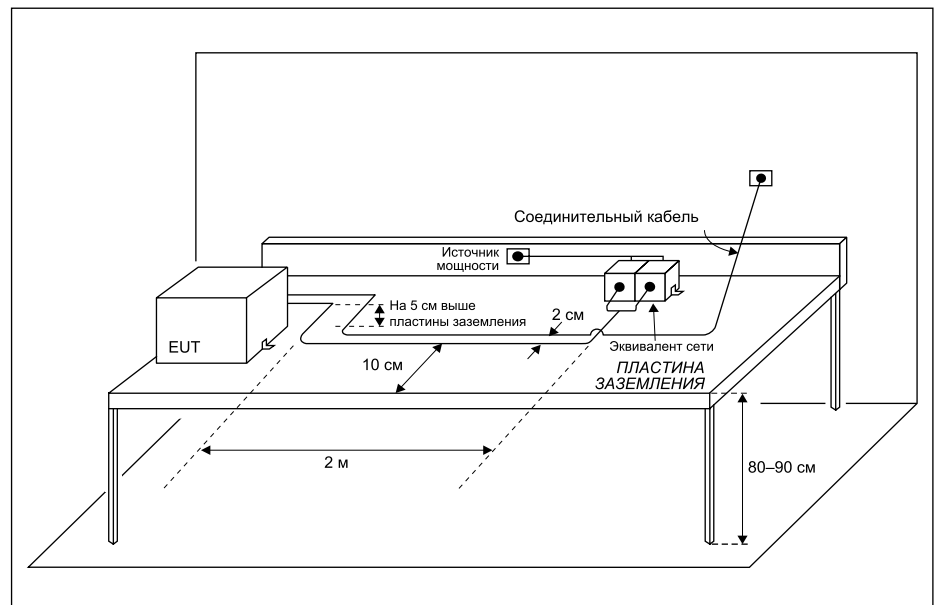 Соединительный кабель
Источник
мощности
На 5 см выше
пластины заземления
2 см
EUT
Эквивалент сети
10 см
ПЛАСТИНА
ЗАЗЕМЛЕНИЯ
2 м
80–90 см